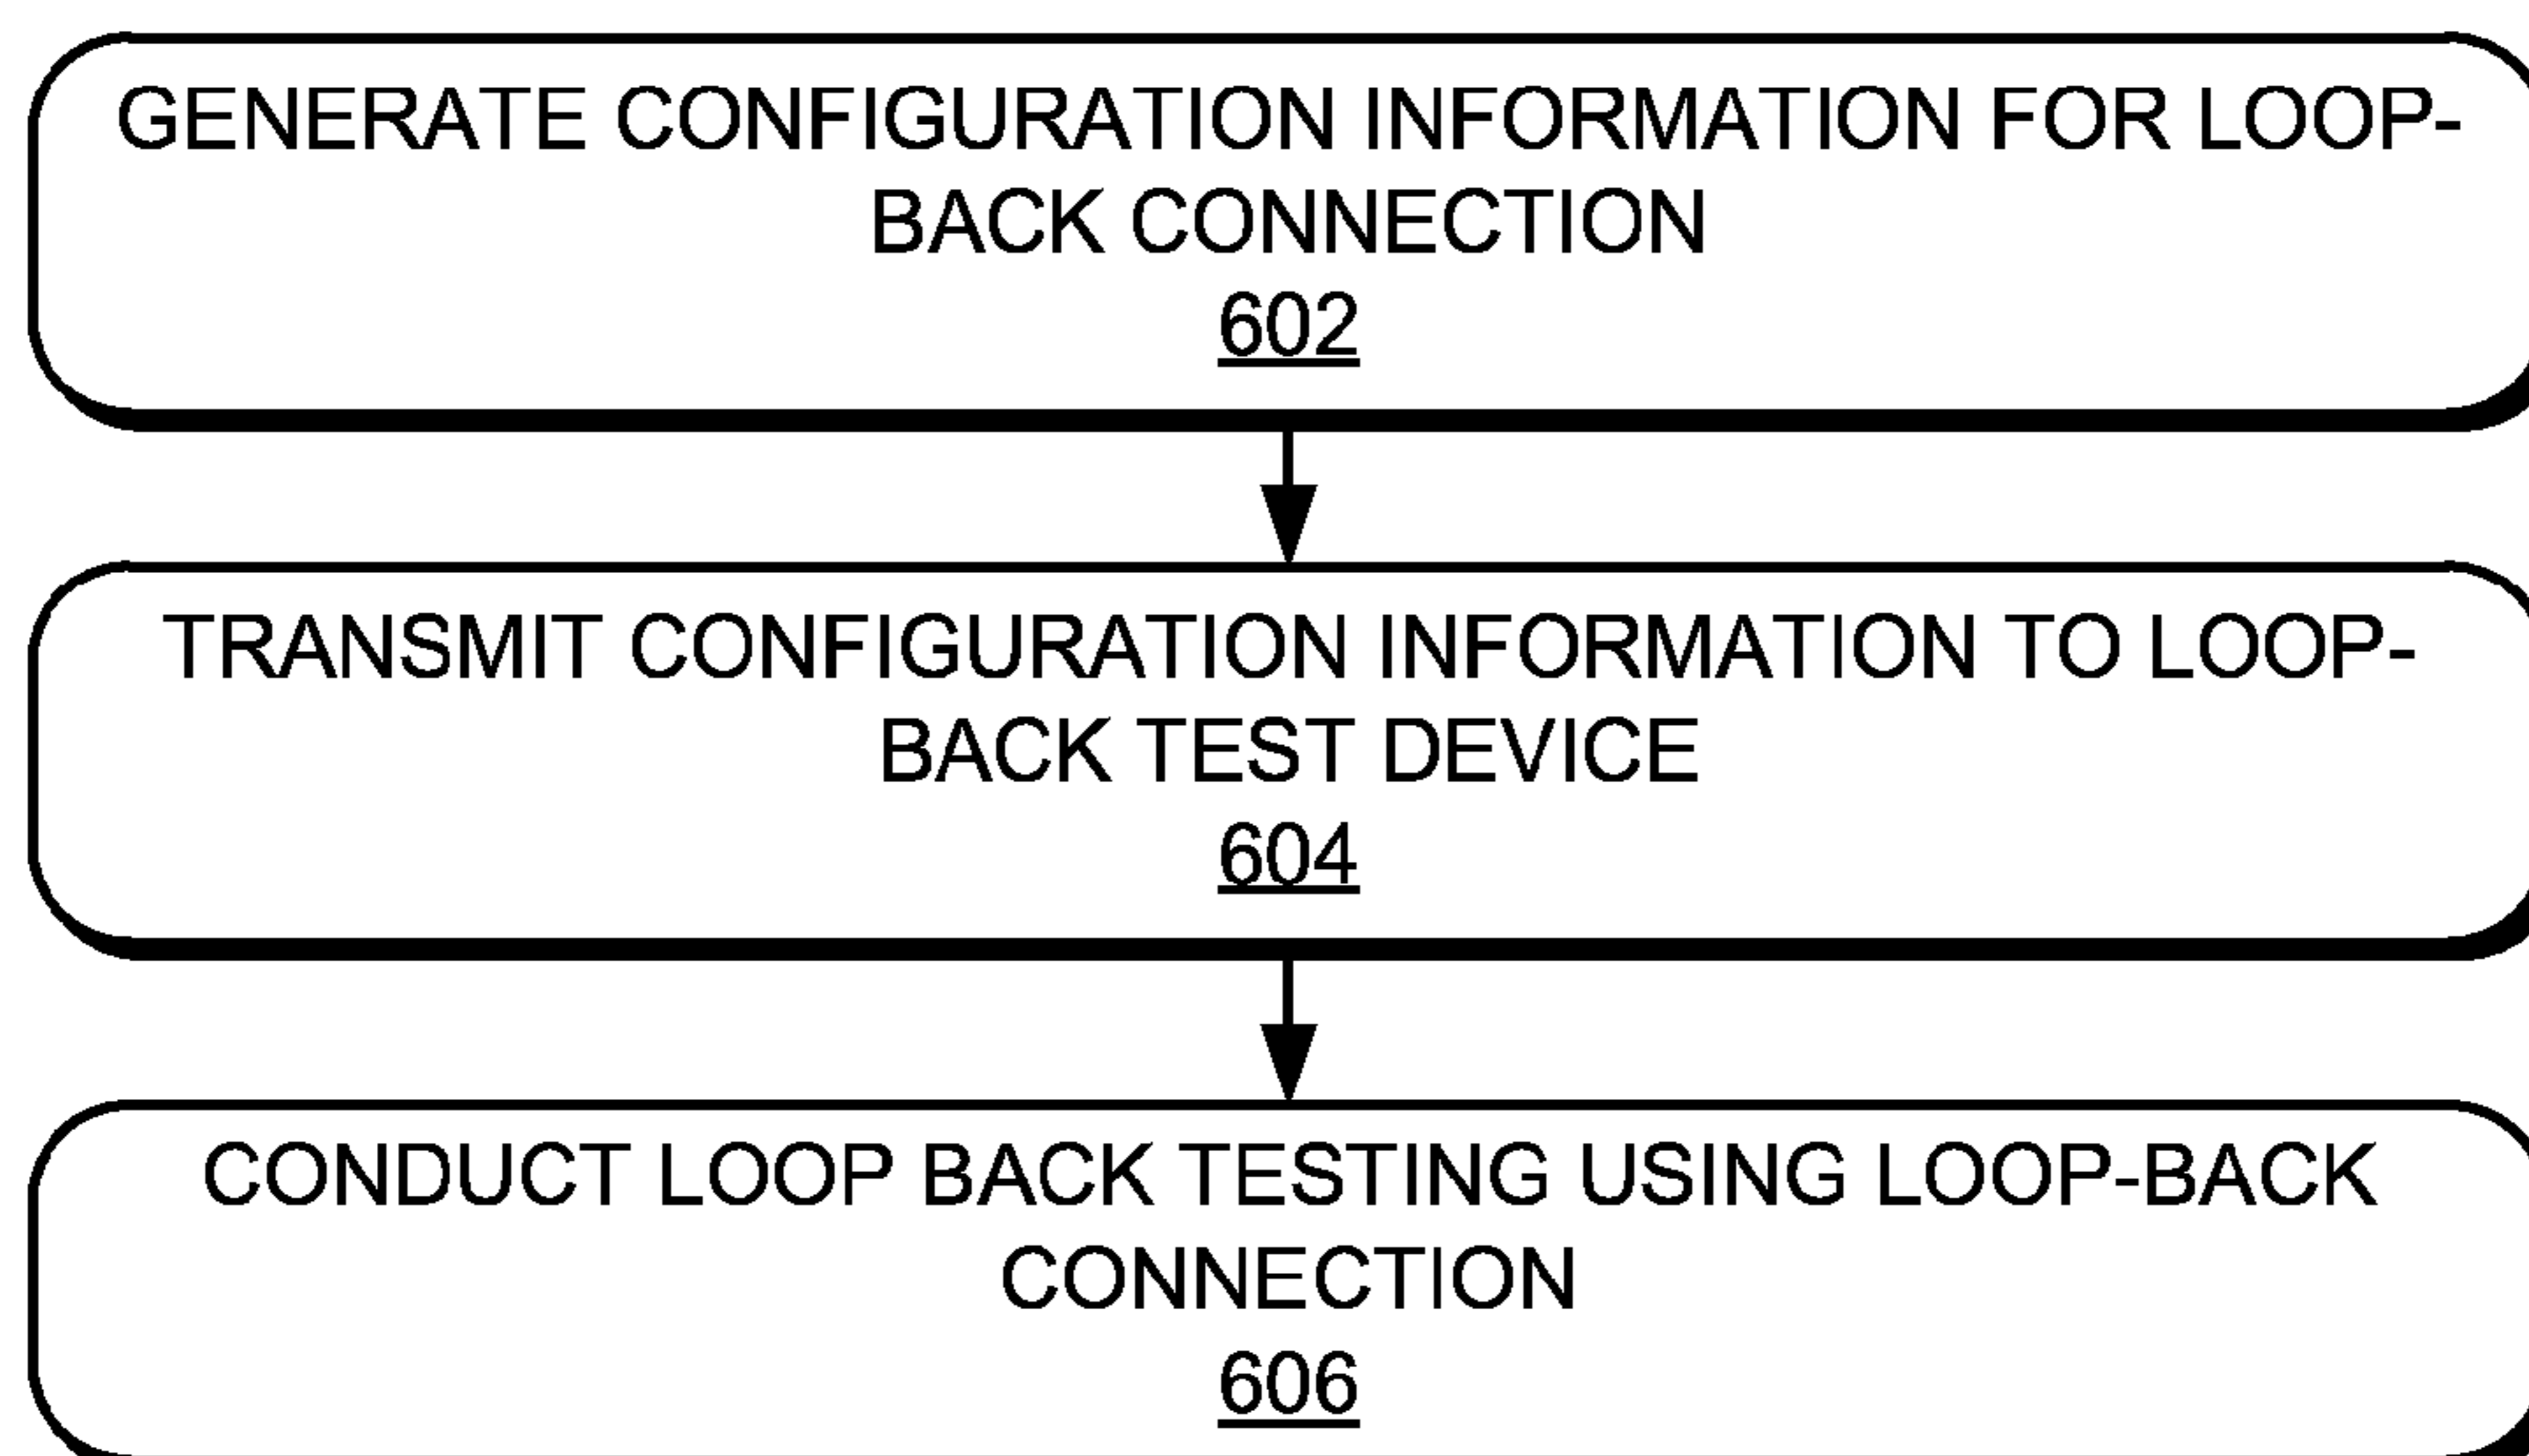 GENERATE CONFIGURATION INFORMATION FOR LOOP-
BACK CONNECTION
602
TRANSMIT CONFIGURATION INFORMATION TO LOOP-
BACK TEST DEVICE
604
CONDUCT LOOP BACK TESTING USING LOOP-BACK
CONNECTION
606